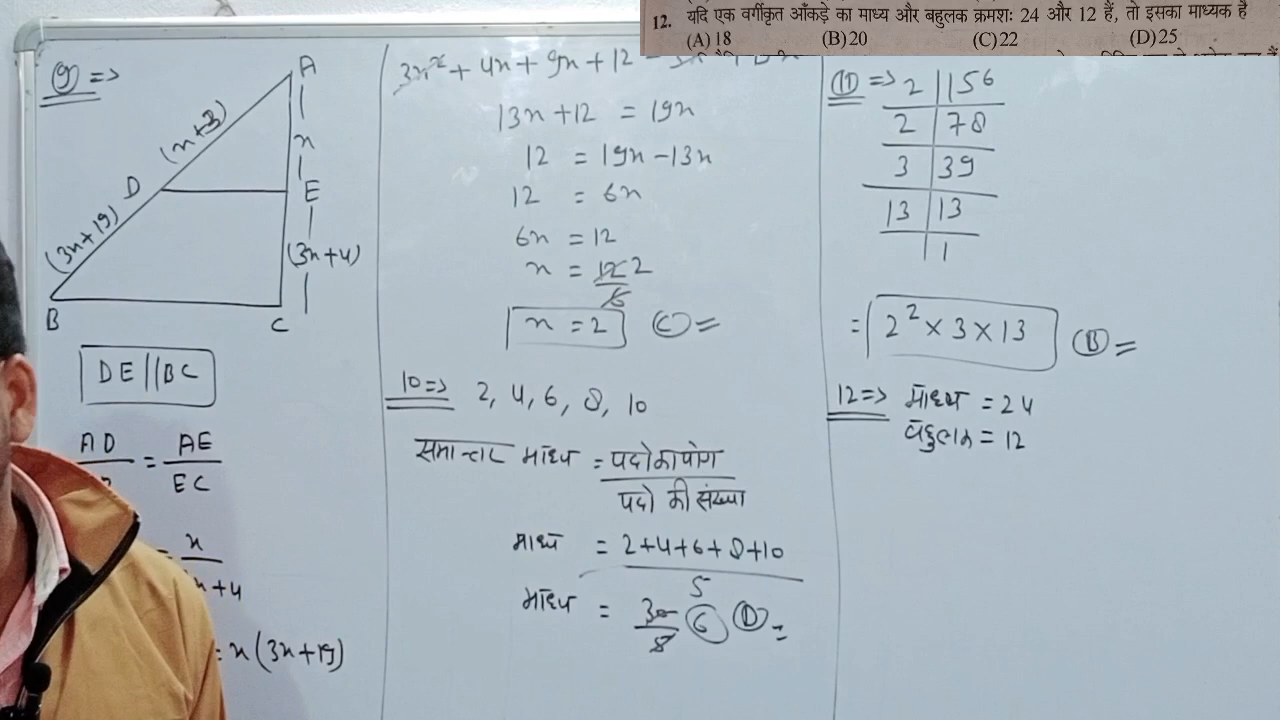 12. यदि एक वर्गीकृत आँकड़े का माध्य और बहुलक क्रमशः 24 और 12 हैं, तो इसका माध्यक है
(A) 18 (B) 20 (C) 22 (D) 25
9 =>
A
(x+3)
x
D
E
(3x+19)
(3x+4)
B
C
DE||BC
AD = AE
EC
x
x+4
= x(3x+19)
3x² + 4x + 9x + 12
13x+12 = 19x
12 = 19x-13x
12 = 6x
6x = 12
x = 12 2
6
x = 2 (C) =
10 => 2, 4, 6, 8, 10
समान्तर माध्य = पदो का योग
पदो की संख्या
माध्य = 2+4+6+8+10
5
माध्य = 30 6 (D) =
5
11 => 2 | 156
2 | 78
3 | 39
13 | 13
1
= 2² × 3 × 13 (B) =
12 => माध्य = 24
बहुलक = 12